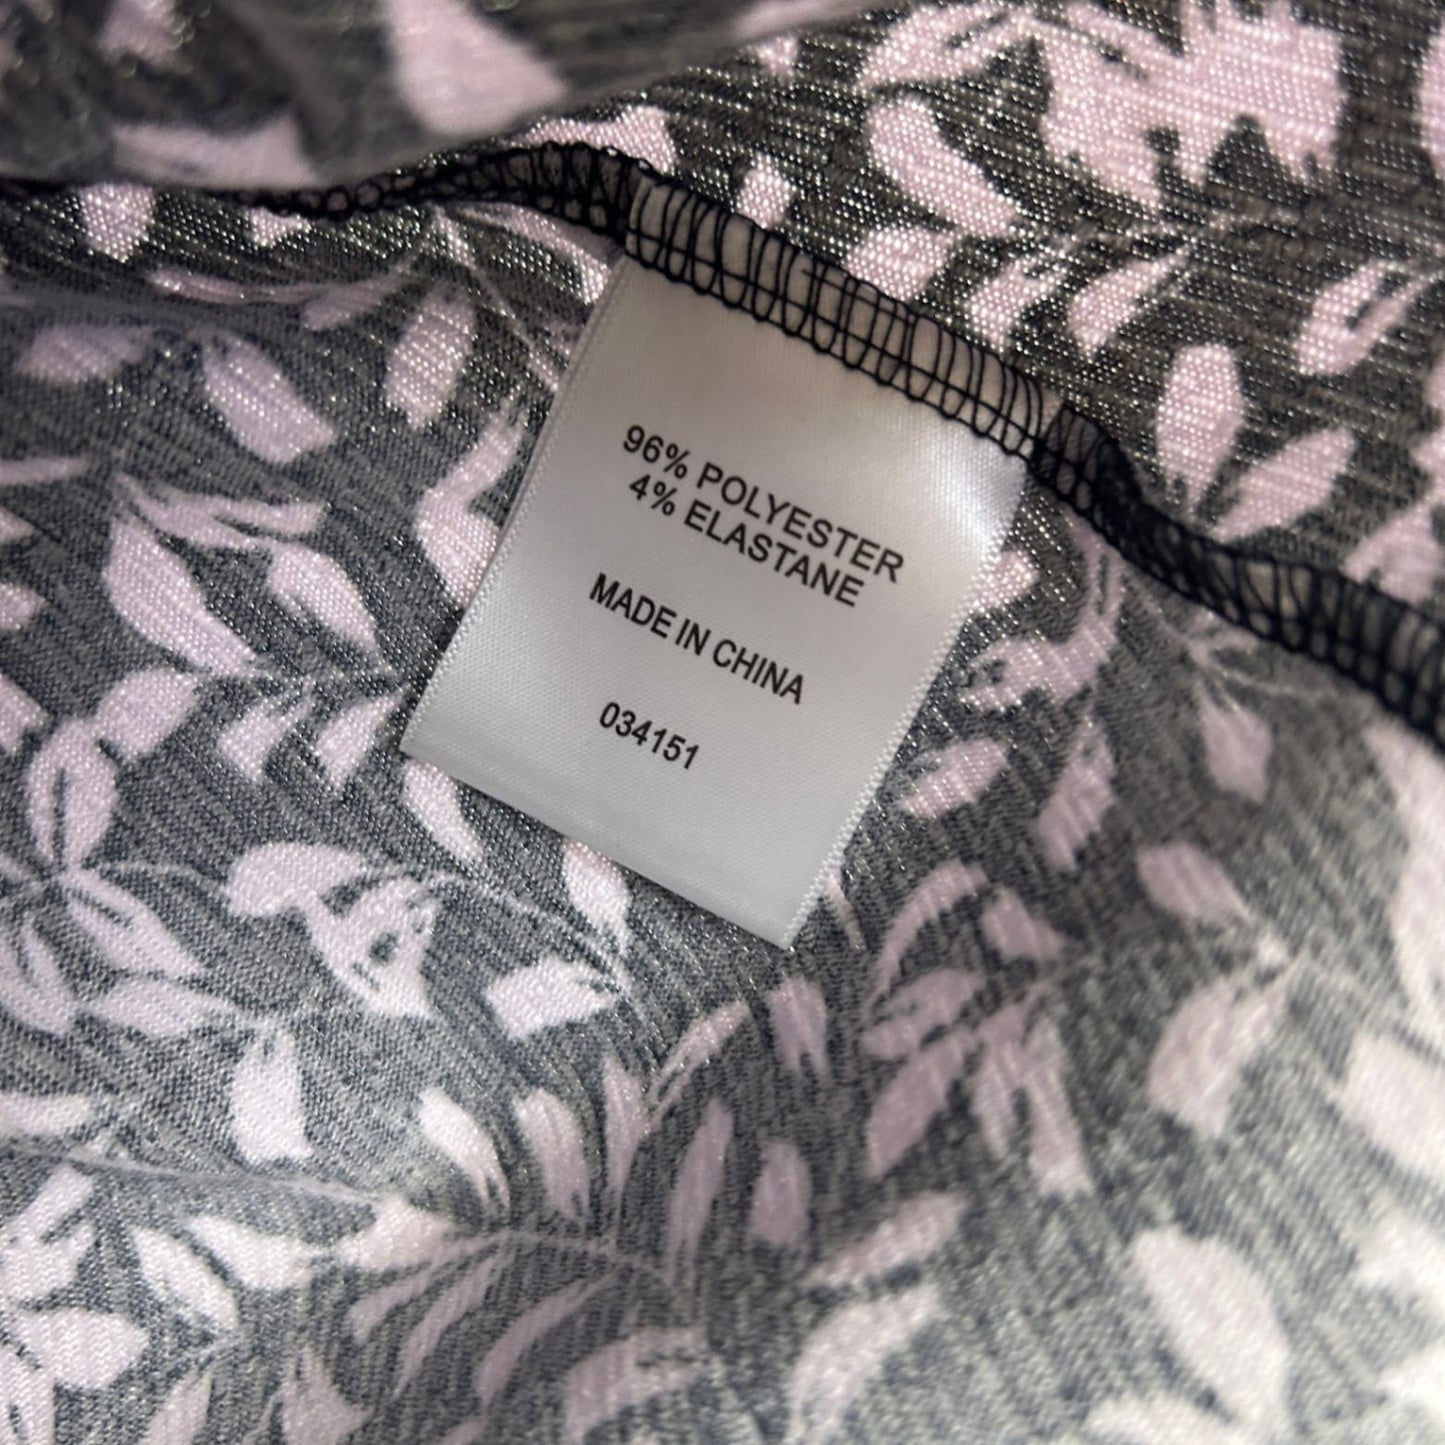 96% POLYESTER
4% ELASTANE
MADE IN CHINA
034151